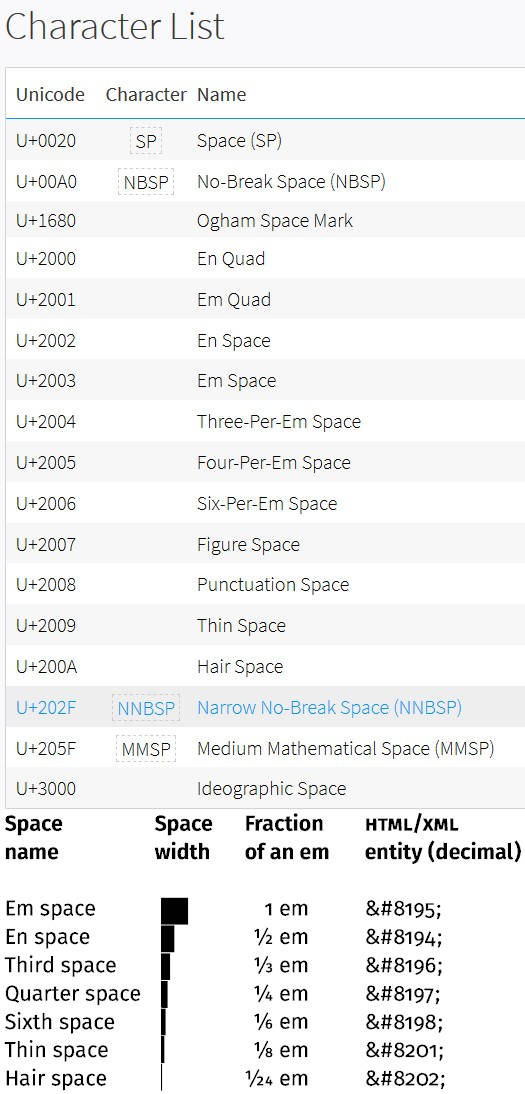 Character List
Unicode Character Name
U+0020 SP Space (SP)
U+00A0 NBSP No-Break Space (NBSP)
U+1680 Ogham Space Mark
U+2000 En Quad
U+2001 Em Quad
U+2002 En Space
U+2003 Em Space
U+2004 Three-Per-Em Space
U+2005 Four-Per-Em Space
U+2006 Six-Per-Em Space
U+2007 Figure Space
U+2008 Punctuation Space
U+2009 Thin Space
U+200A Hair Space
U+202F NNBSP Narrow No-Break Space (NNBSP)
U+205F MMSP Medium Mathematical Space (MMSP)
U+3000 Ideographic Space
Space Space Fraction HTML/XML
name width of an em entity (decimal)
Em space 1 em &#8195;
En space ½ em &#8194;
Third space ⅓ em &#8196;
Quarter space ¼ em &#8197;
Sixth space ⅙ em &#8198;
Thin space ⅛ em &#8201;
Hair space 1⁄24 em &#8202;